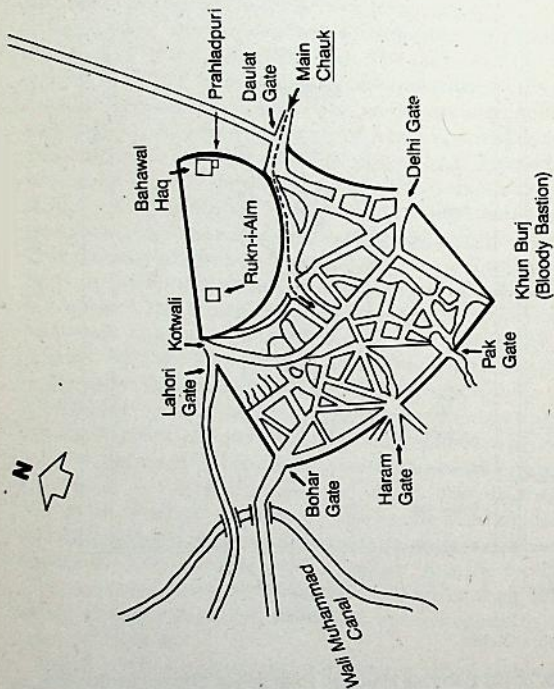 N
Prahladpuri
Daulat
Gate
Main
Chauk
Bahawal
Haq
Rukn-i-Alm
Delhi Gate
Kotwali
Lahori
Gate
Khun Burj
(Bloody Bastion)
Pak
Gate
Haram
Gate
Bohar
Gate
Wali Muhammad
Canal